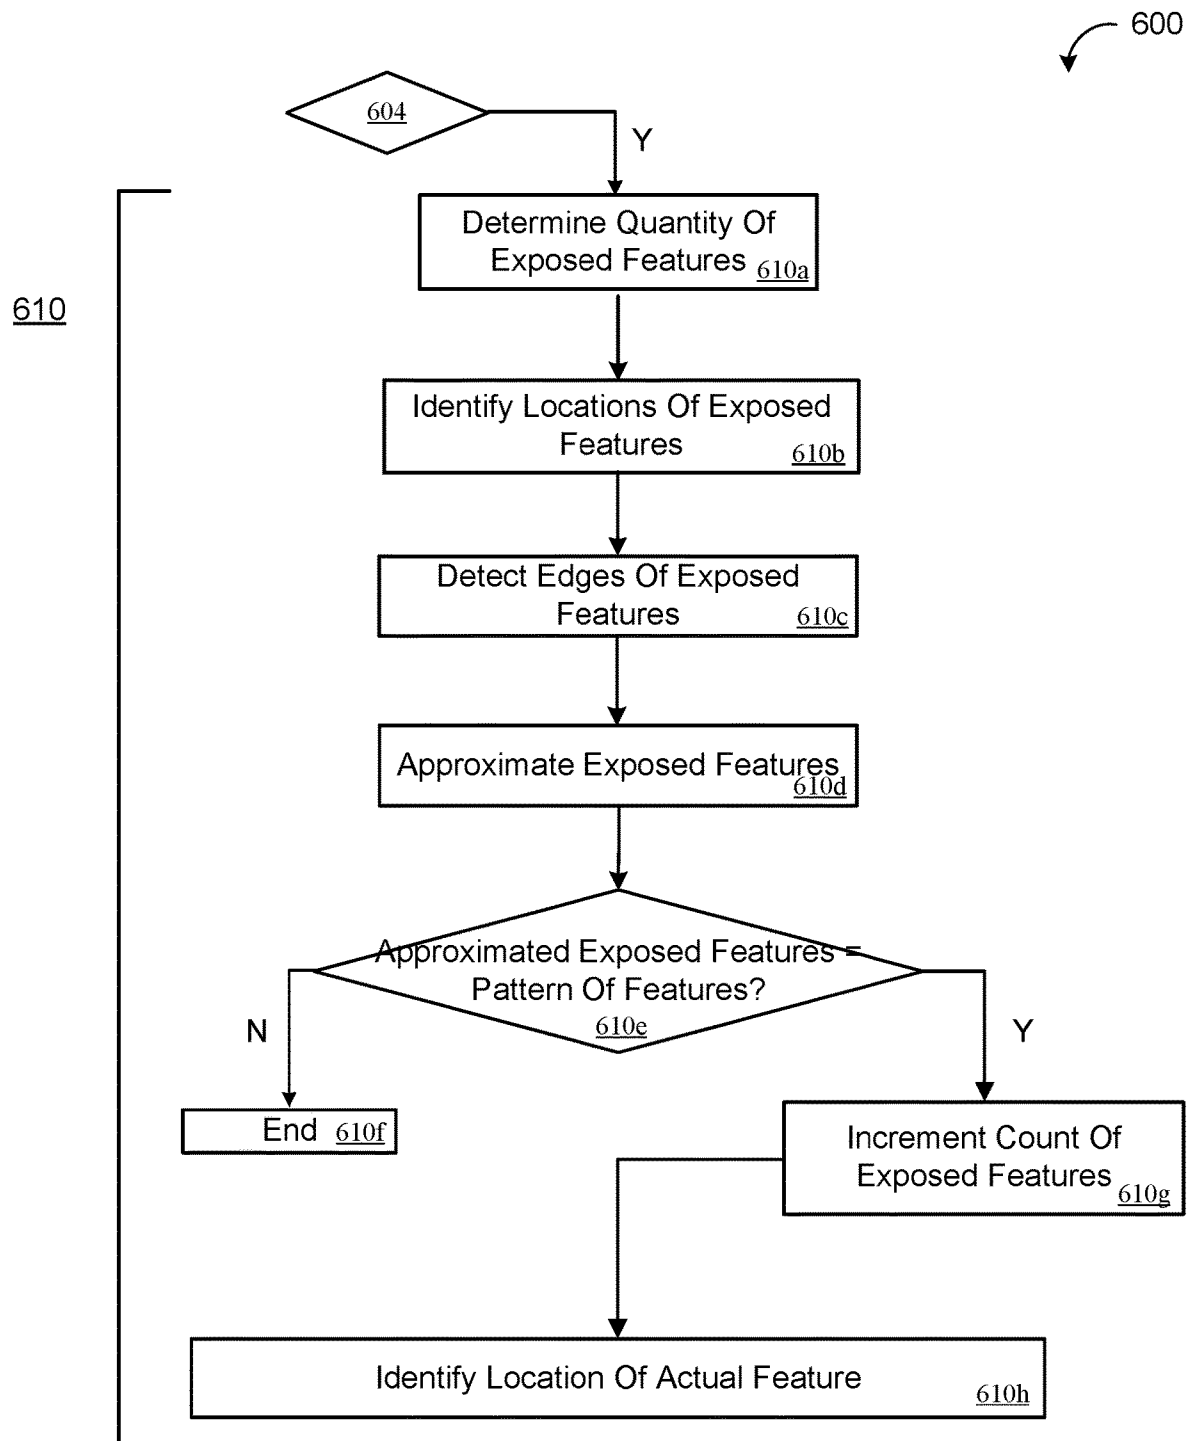 600
604
Y
Determine Quantity Of
Exposed Features 610a
610
Identify Locations Of Exposed
Features 610b
Detect Edges Of Exposed
Features 610c
Approximate Exposed Features
610d
Approximated Exposed Features =
Pattern Of Features?
610e
N
Y
End 610f
Increment Count Of
Exposed Features 610g
Identify Location Of Actual Feature 610h